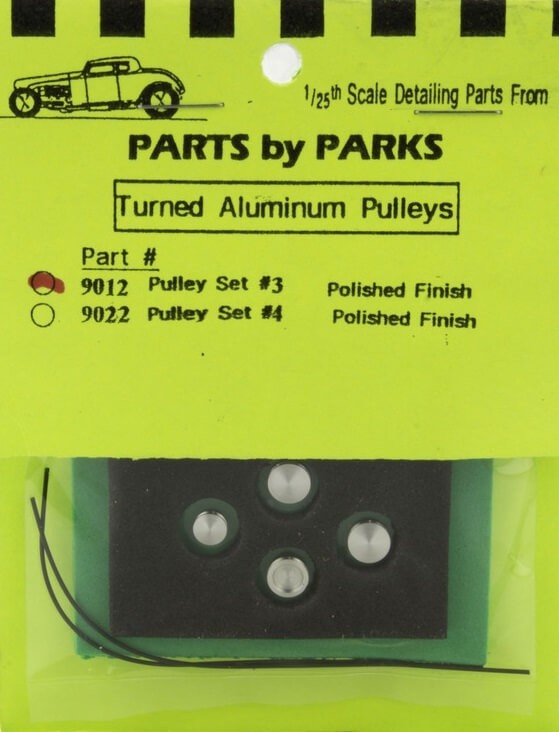 1/25th Scale Detailing Parts From
PARTS by PARKS
Turned Aluminum Pulleys
Part #
9012 Pulley Set #3 Polished Finish
9022 Pulley Set #4 Polished Finish